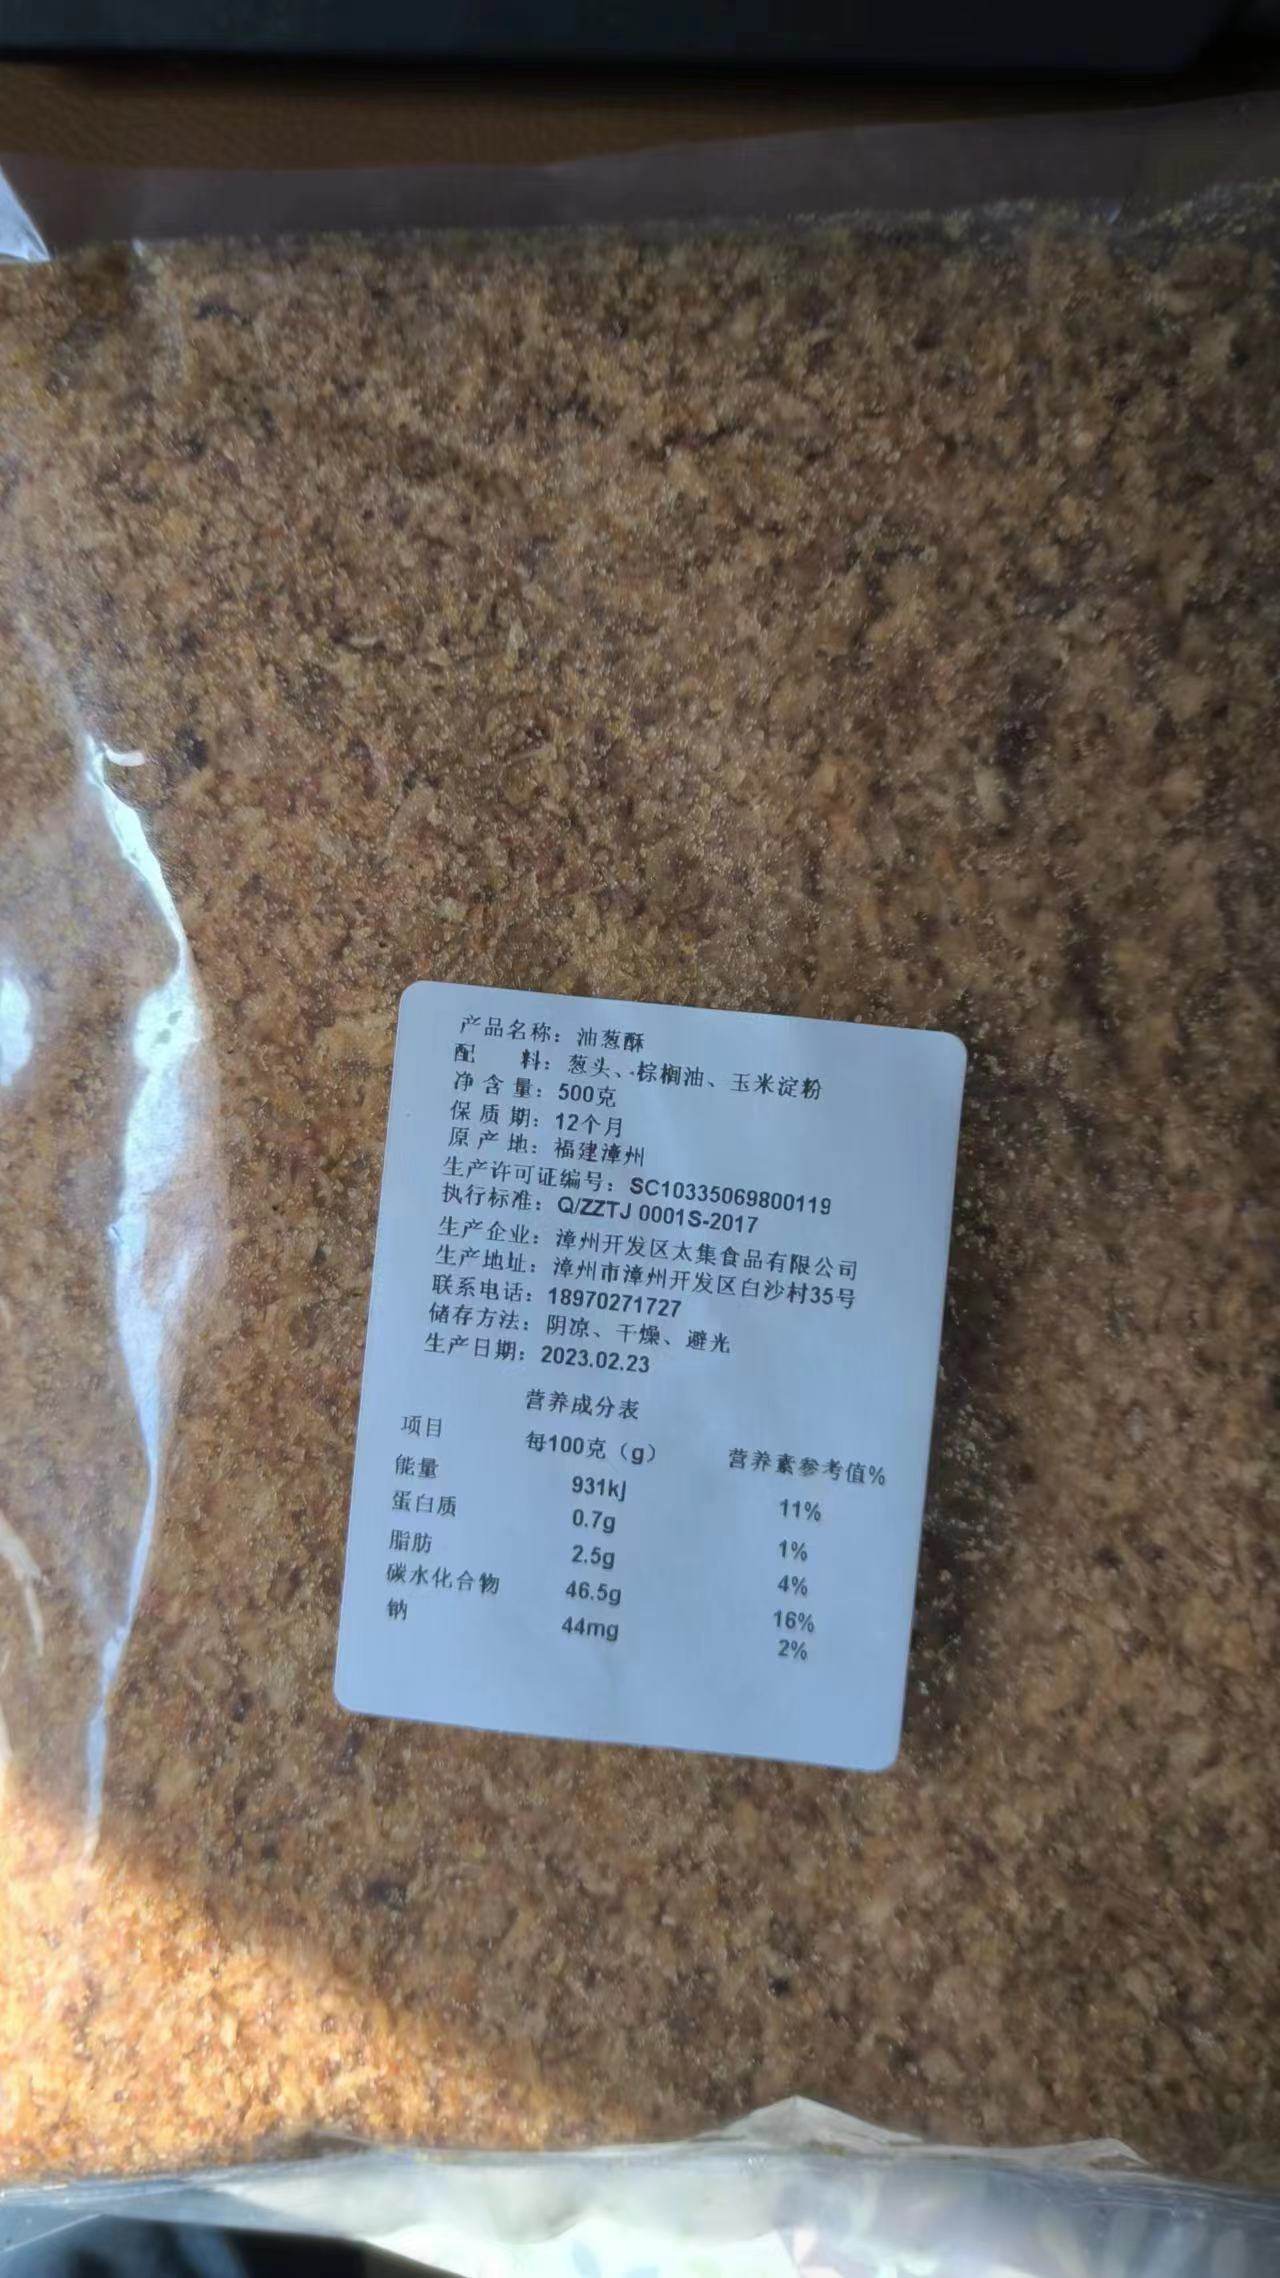 产品名称：油葱酥
配 料：葱头、棕榈油、玉米淀粉
净含量：500克
保质期：12个月
原产地：福建漳州
生产许可证编号：SC10335069800119
执行标准：Q/ZZTJ 0001S-2017
生产企业：漳州开发区太集食品有限公司
生产地址：漳州市漳州开发区白沙村35号
联系电话：18970271727
储存方法：阴凉、干燥、避光
生产日期：2023.02.23
营养成分表
项目 每100克（g） 营养素参考值%
能量 931kJ 11%
蛋白质 0.7g 1%
脂肪 2.5g 4%
碳水化合物 46.5g 16%
钠 44mg 2%